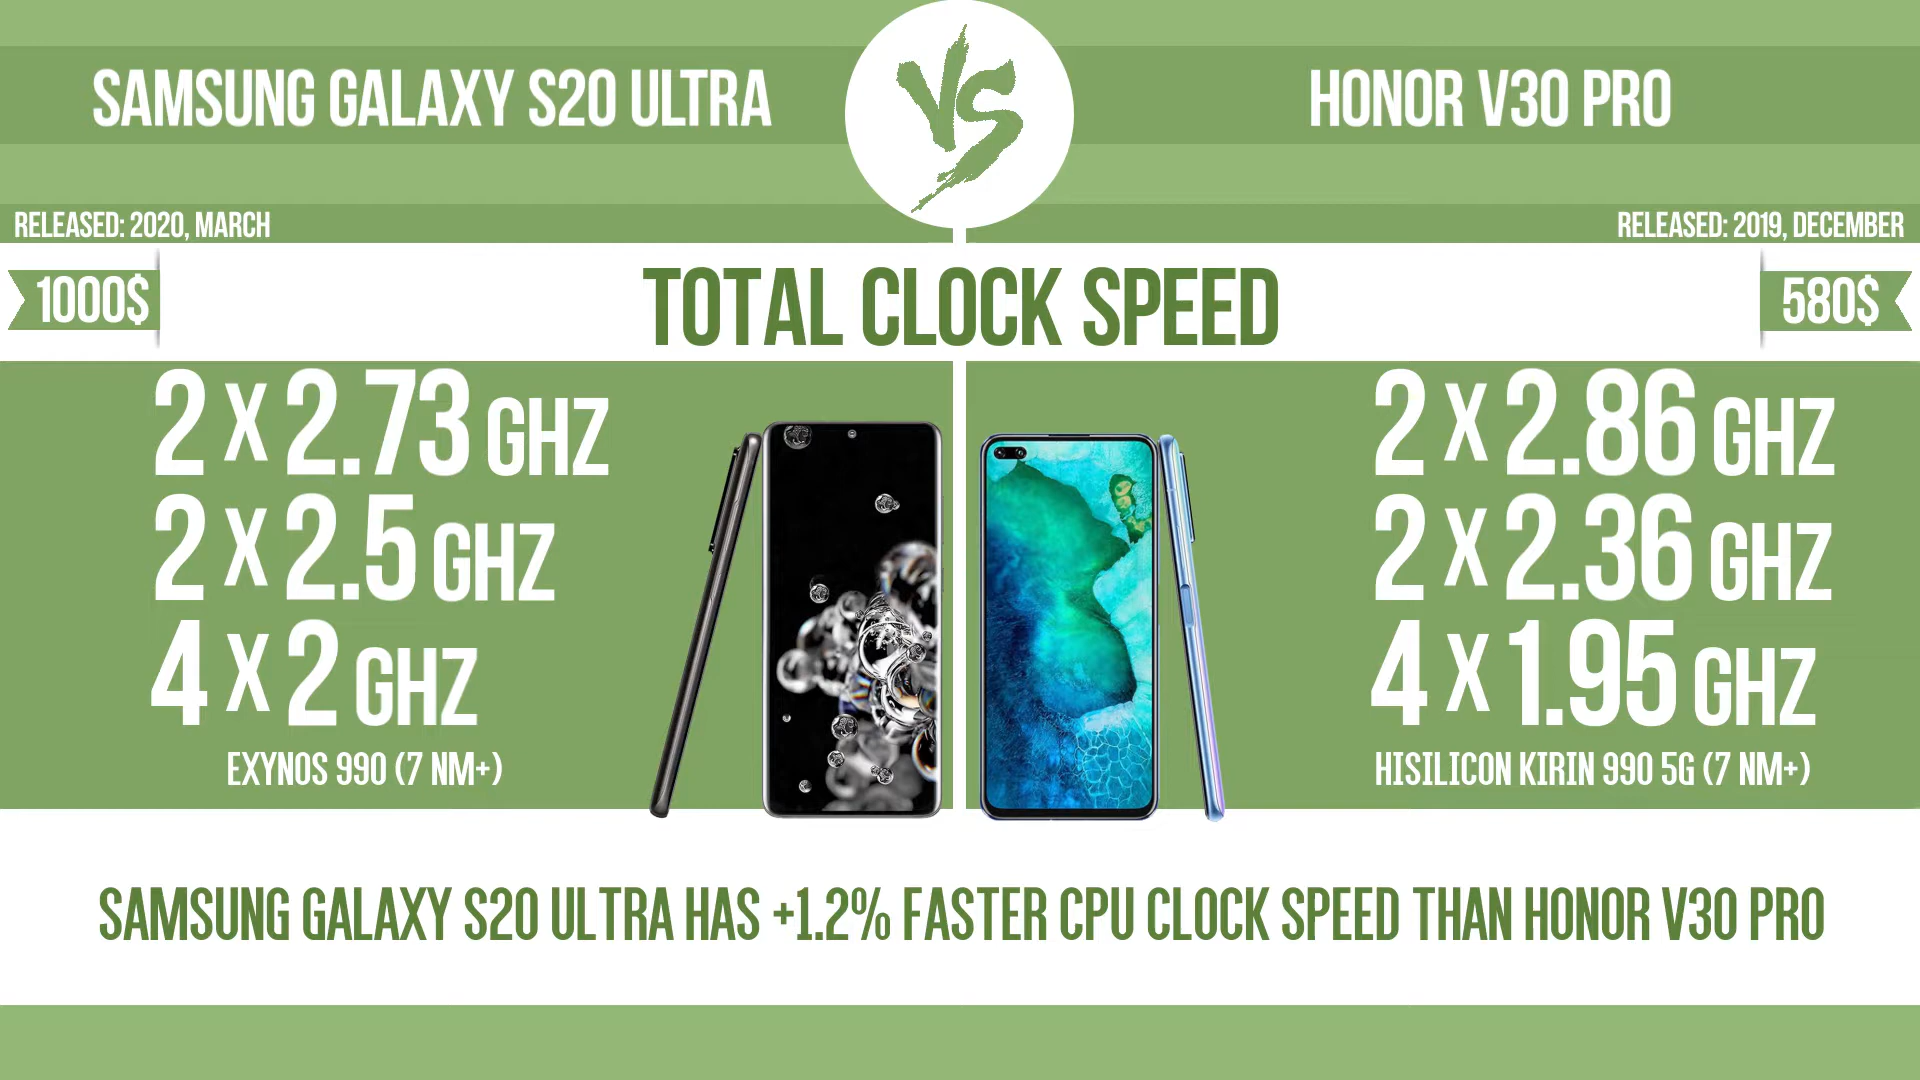 SAMSUNG GALAXY S20 ULTRA
VS
HONOR V30 PRO
RELEASED: 2020, MARCH
RELEASED: 2019, DECEMBER
1000$
TOTAL CLOCK SPEED
580$
2 X 2.73 GHZ
2 X 2.5 GHZ
4 X 2 GHZ
EXYNOS 990 (7 NM+)
2 X 2.86 GHZ
2 X 2.36 GHZ
4 X 1.95 GHZ
HISILICON KIRIN 990 5G (7 NM+)
SAMSUNG GALAXY S20 ULTRA HAS +1.2% FASTER CPU CLOCK SPEED THAN HONOR V30 PRO